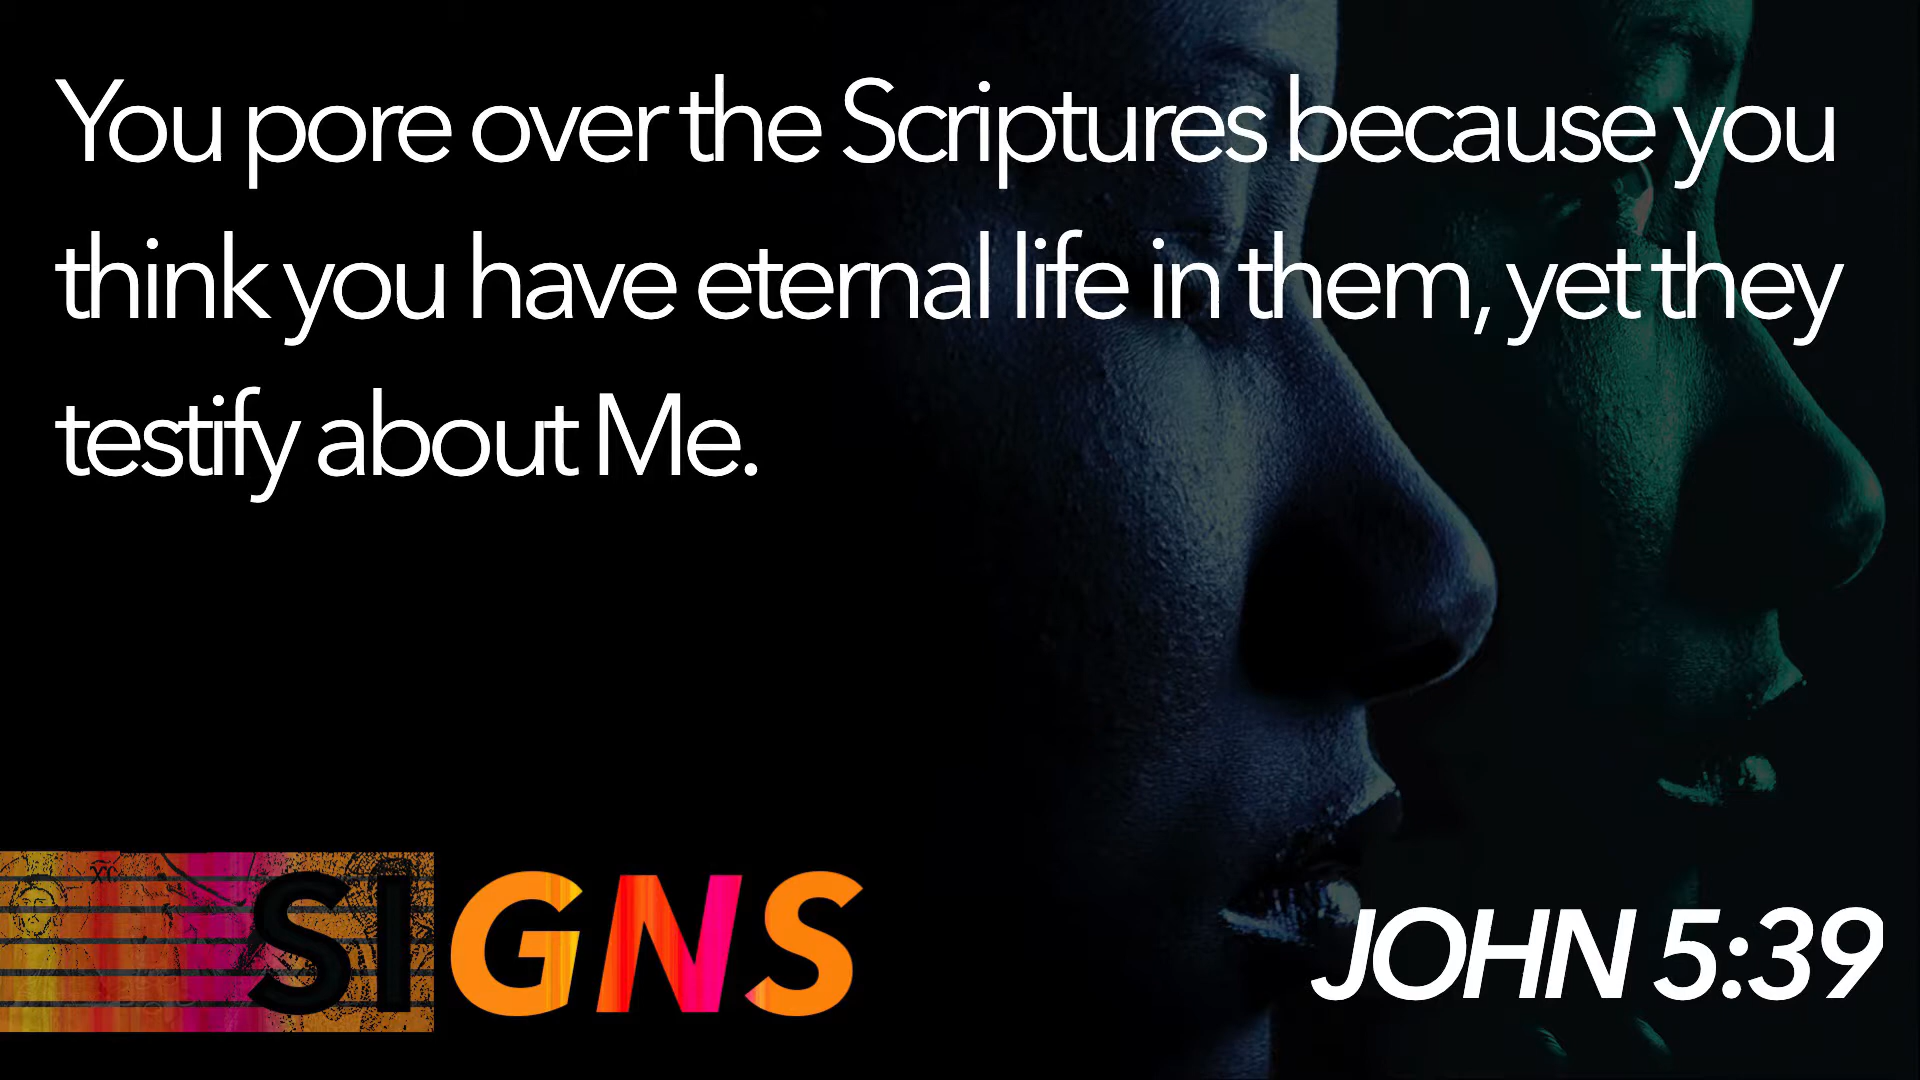 You pore over the Scriptures because you
think you have eternal life in them, yet they
testify about Me.
SIGNS
JOHN 5:39